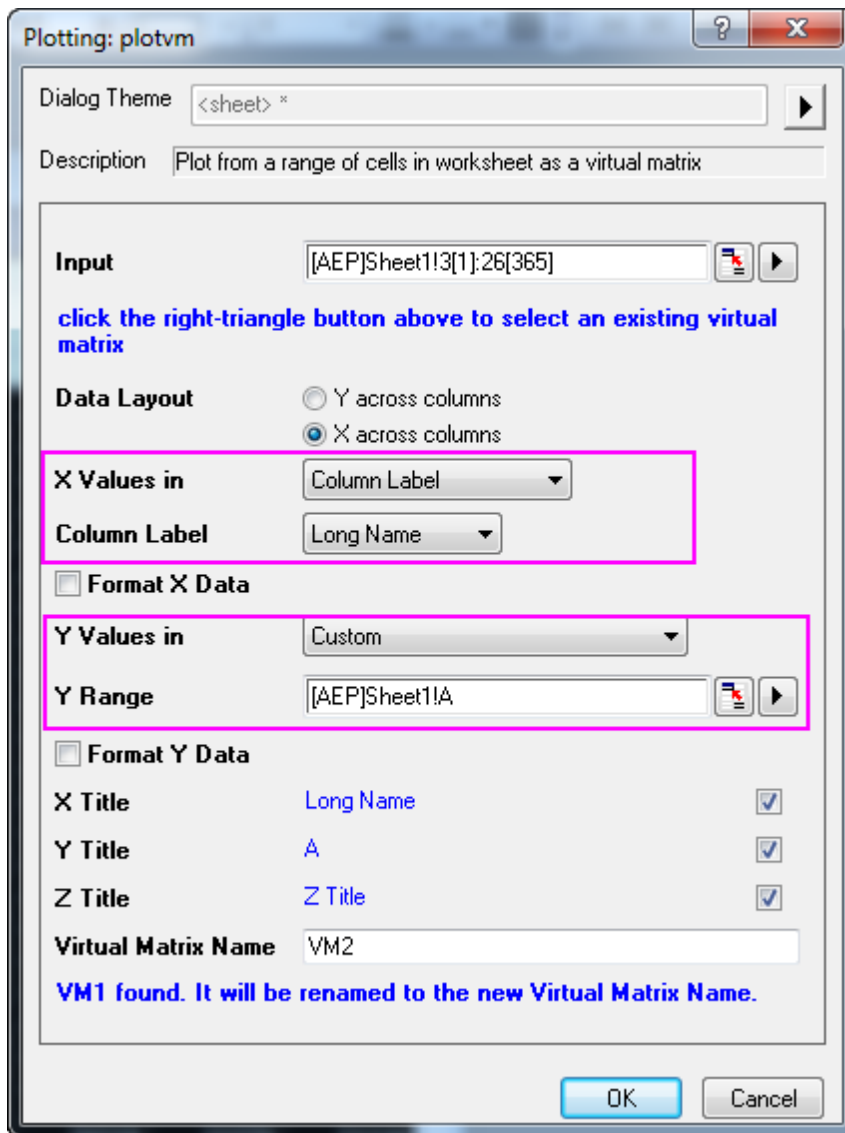 Plotting: plotvm
Dialog Theme <sheet> *
Description Plot from a range of cells in worksheet as a virtual matrix
Input [AEP]Sheet1!3[1]:26[365]
click the right-triangle button above to select an existing virtual
matrix
Data Layout Y across columns
X across columns
X Values in Column Label
Column Label Long Name
Format X Data
Y Values in Custom
Y Range [AEP]Sheet1!A
Format Y Data
X Title Long Name
Y Title A
Z Title Z Title
Virtual Matrix Name VM2
VM1 found. It will be renamed to the new Virtual Matrix Name.
OK Cancel